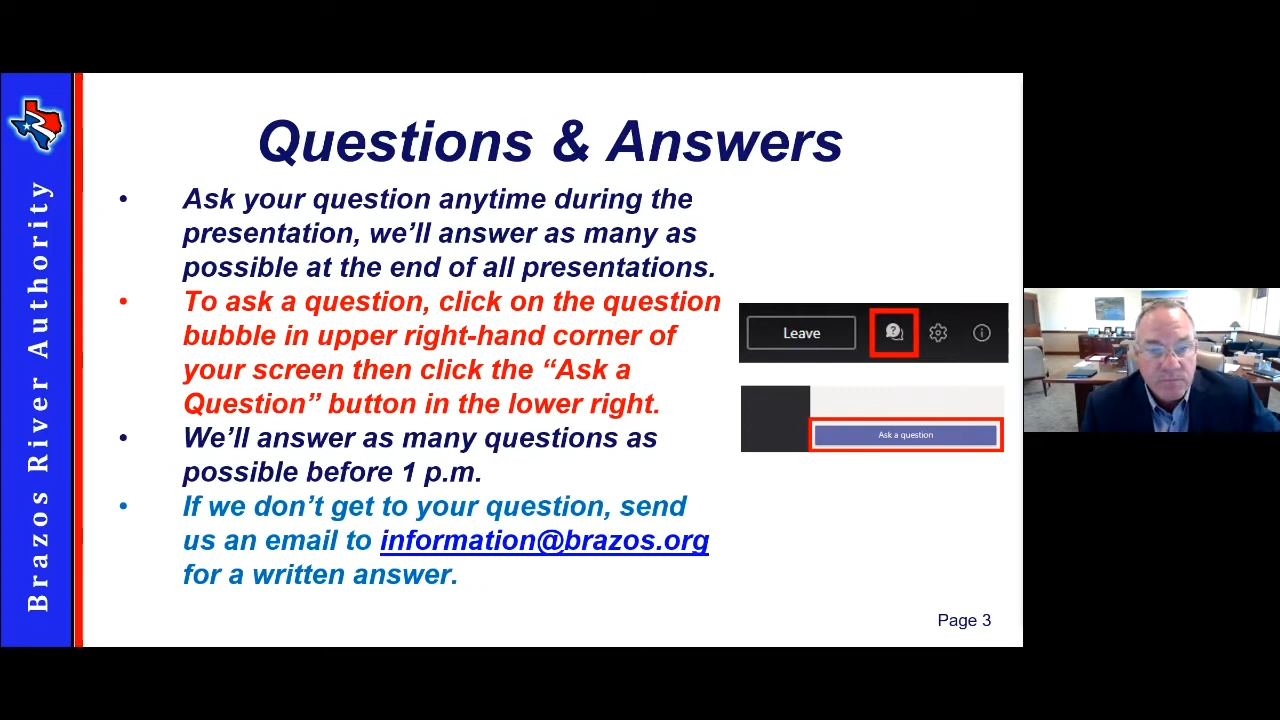 Questions & Answers
• Ask your question anytime during the
presentation, we’ll answer as many as
possible at the end of all presentations.
• To ask a question, click on the question
bubble in upper right-hand corner of
your screen then click the “Ask a
Question” button in the lower right.
• We’ll answer as many questions as
possible before 1 p.m.
• If we don’t get to your question, send
us an email to information@brazos.org
for a written answer.
Leave
Ask a question
Page 3
Brazos River Authority